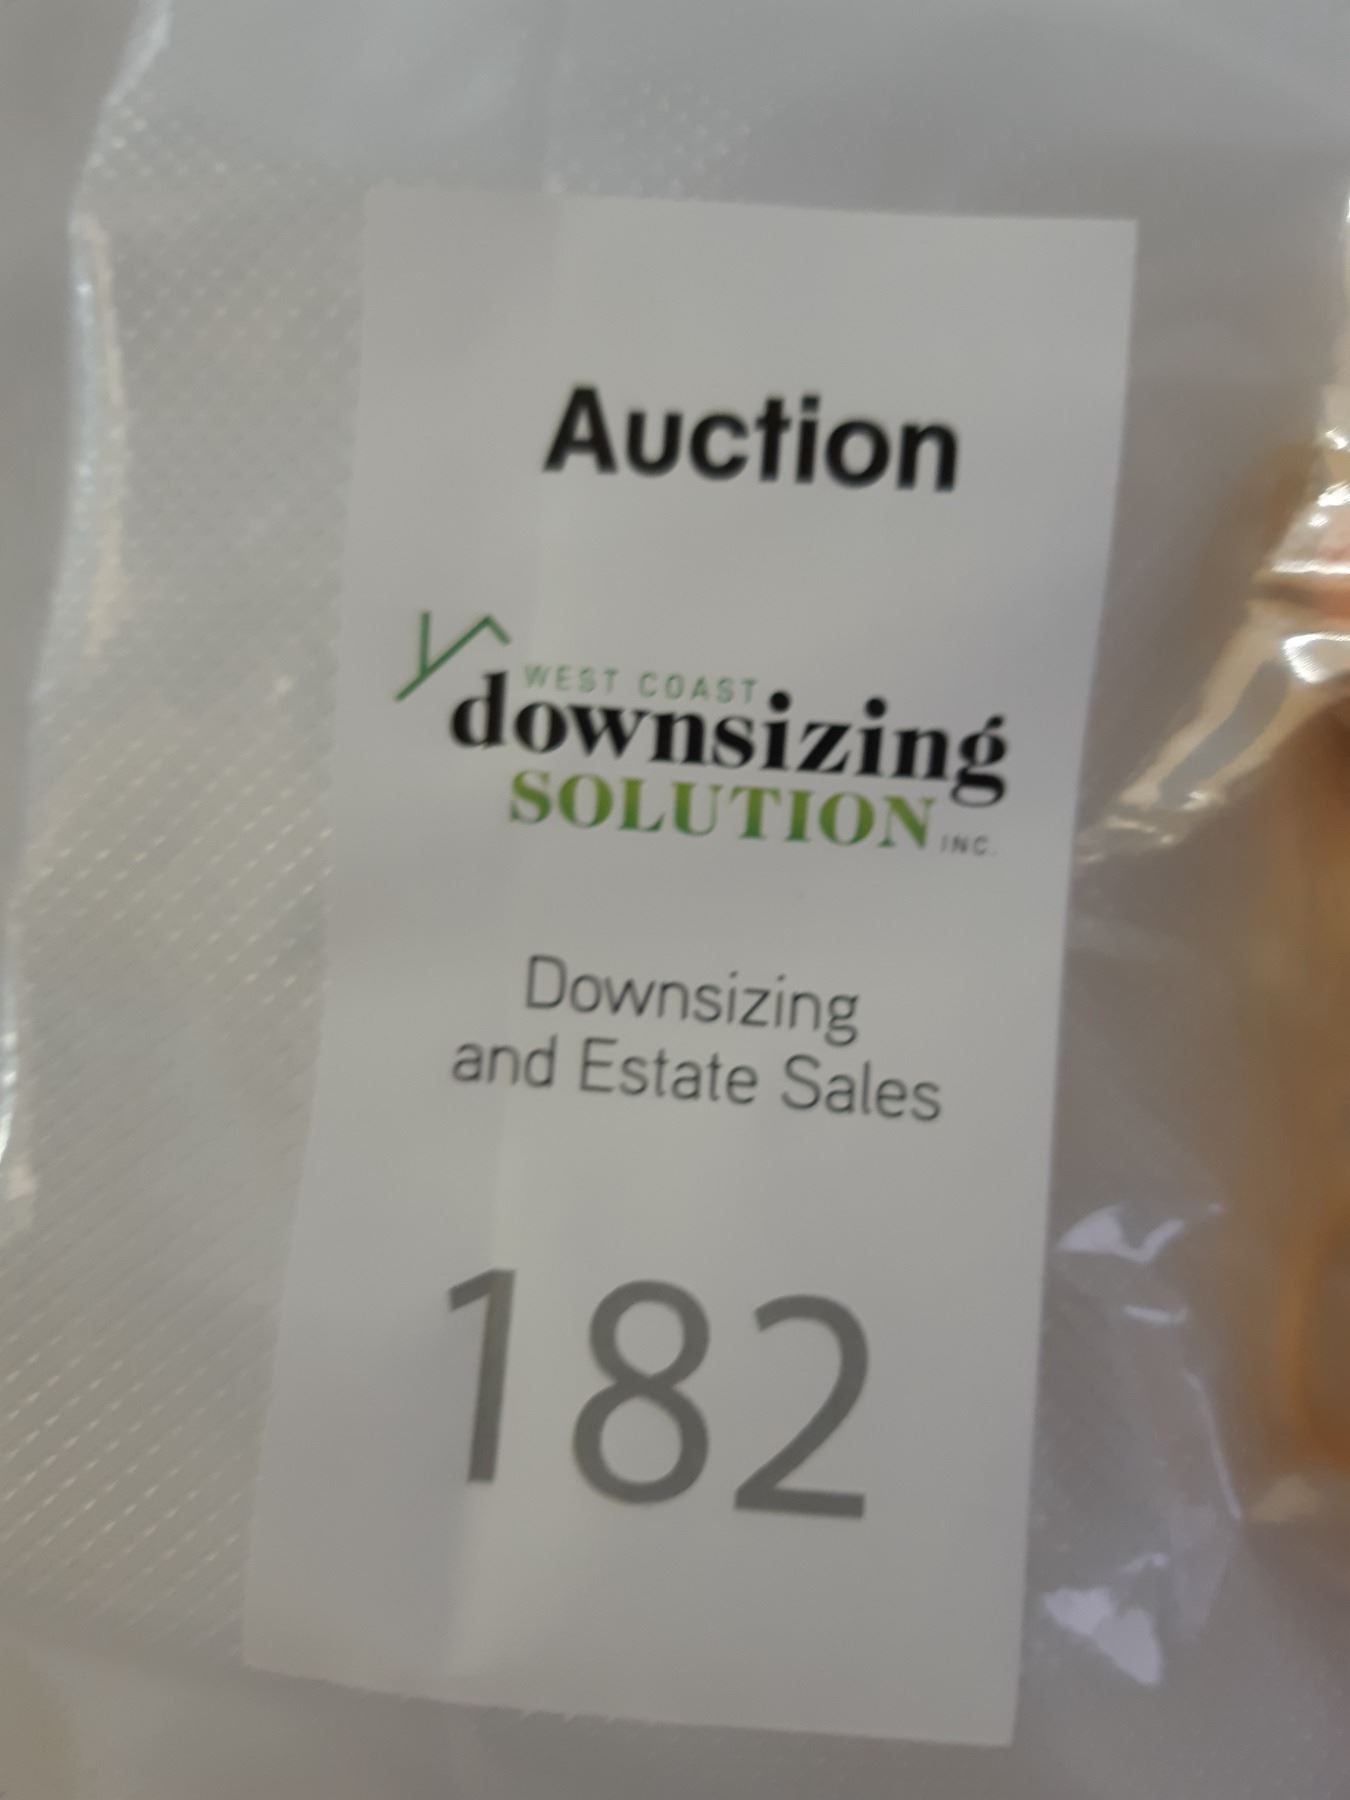 Auction
WEST COAST
downsizing
SOLUTION INC.
Downsizing
and Estate Sales
182